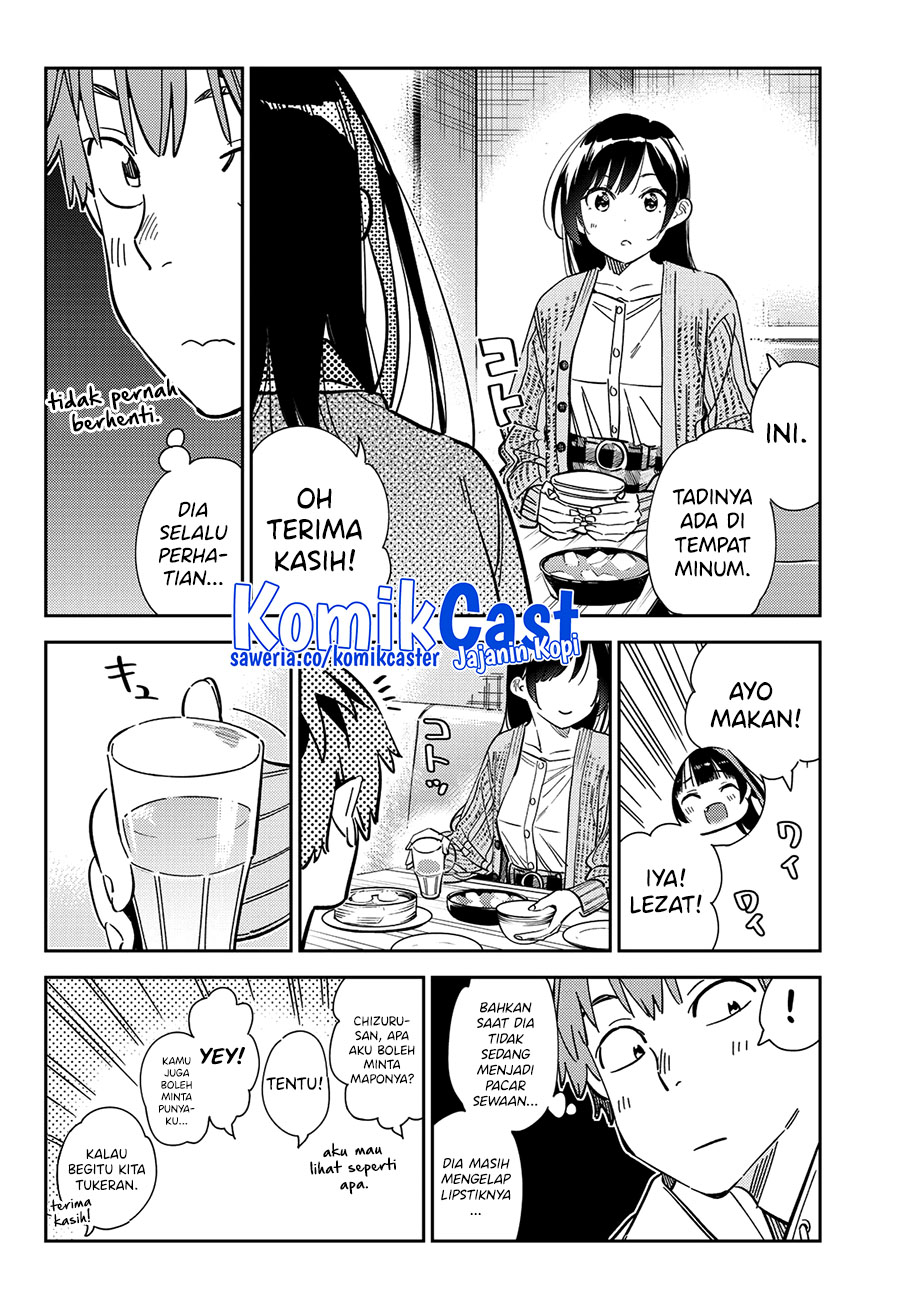 INI.
TADINYA
ADA DI
TEMPAT
MINUM.
コト
OH
TERIMA
KASIH!
DIA
SELALU
PERHA-
TIAN...
tidak pernah
berhenti.
KomikCast
saweria.co/komikcaster
Jajanin Kopi
AYO
MAKAN!
IYA!
LEZAT!
ワイ
ワイ
コトッ
キュ
!
BAHKAN
SAAT DIA
TIDAK
SEDANG
MENJADI
PACAR
SEWAAN...
DIA MASIH
MENGELAP
LIPSTIKNYA
...
CHIZURU-
SAN, APA
AKU BOLEH
MINTA
MAPONYA?
aku mau
lihat seperti
apa.
TENTU!
YEY!
KAMU
JUGA
BOLEH
MINTA
PUNYA-
KU...
KALAU
BEGITU KITA
TUKERAN.
terima
kasih!